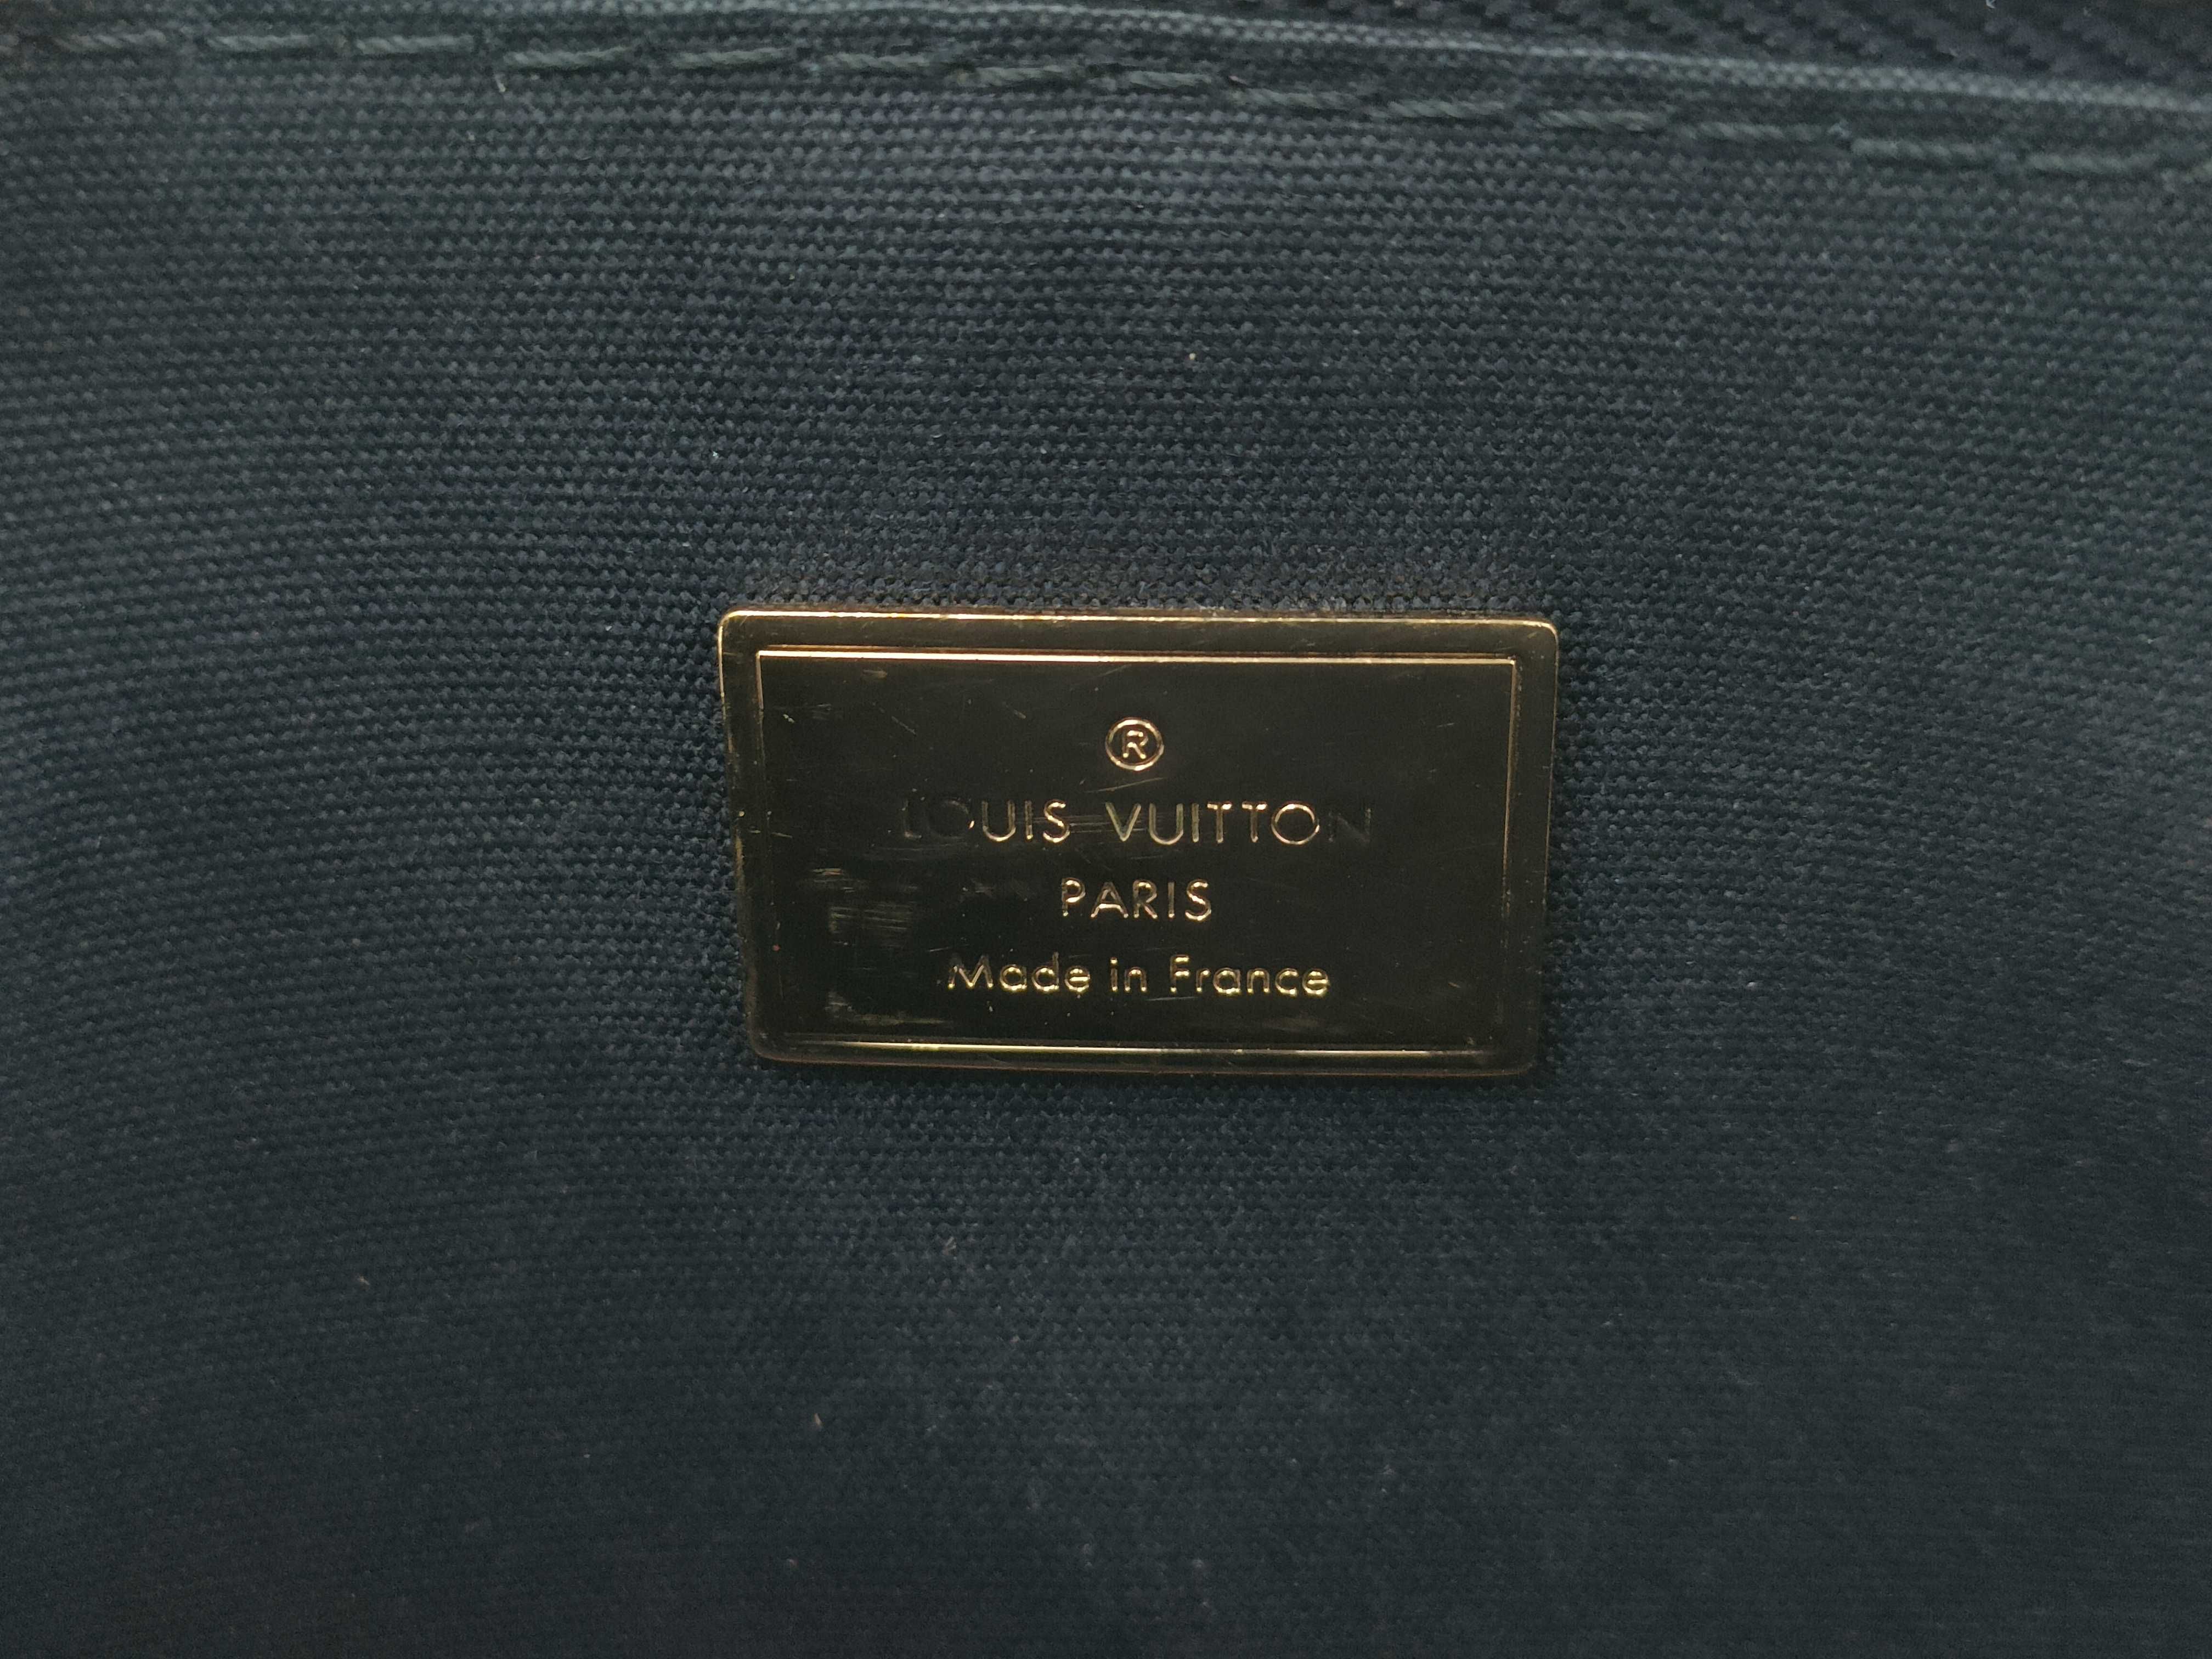 ®
LOUIS VUITTON
PARIS
Made in France